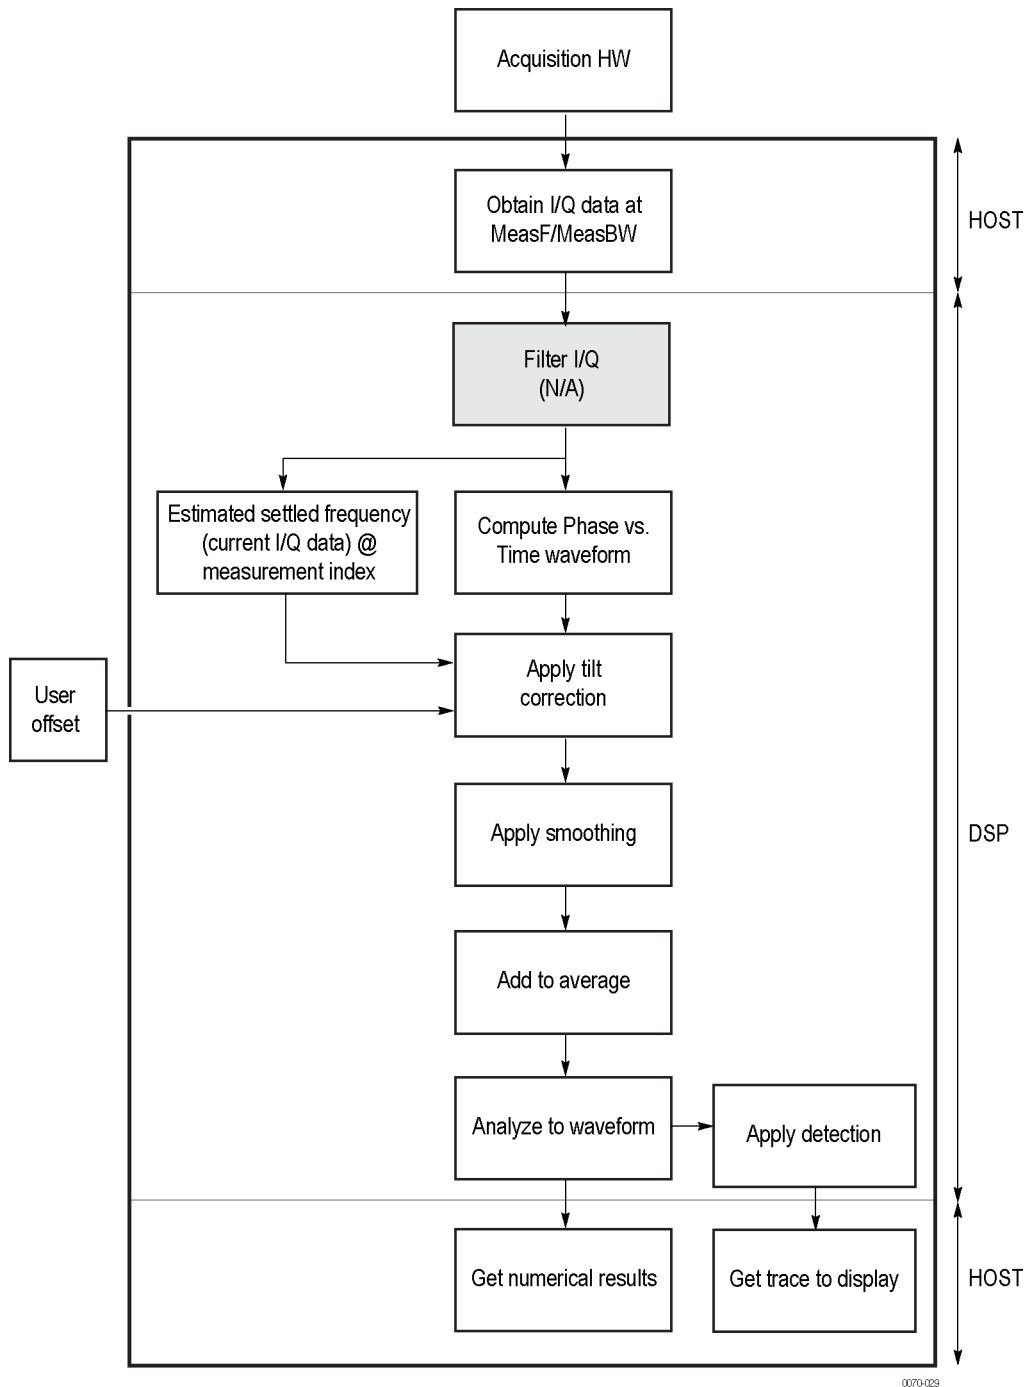 Acquisition HW
Obtain I/Q data at
MeasF/MeasBW
HOST
Filter I/Q
(N/A)
Estimated settled frequency
(current I/Q data) @
measurement index
Compute Phase vs.
Time waveform
Apply tilt
correction
User
offset
Apply smoothing
DSP
Add to average
Analyze to waveform
Apply detection
Get numerical results
Get trace to display
HOST
0070-029